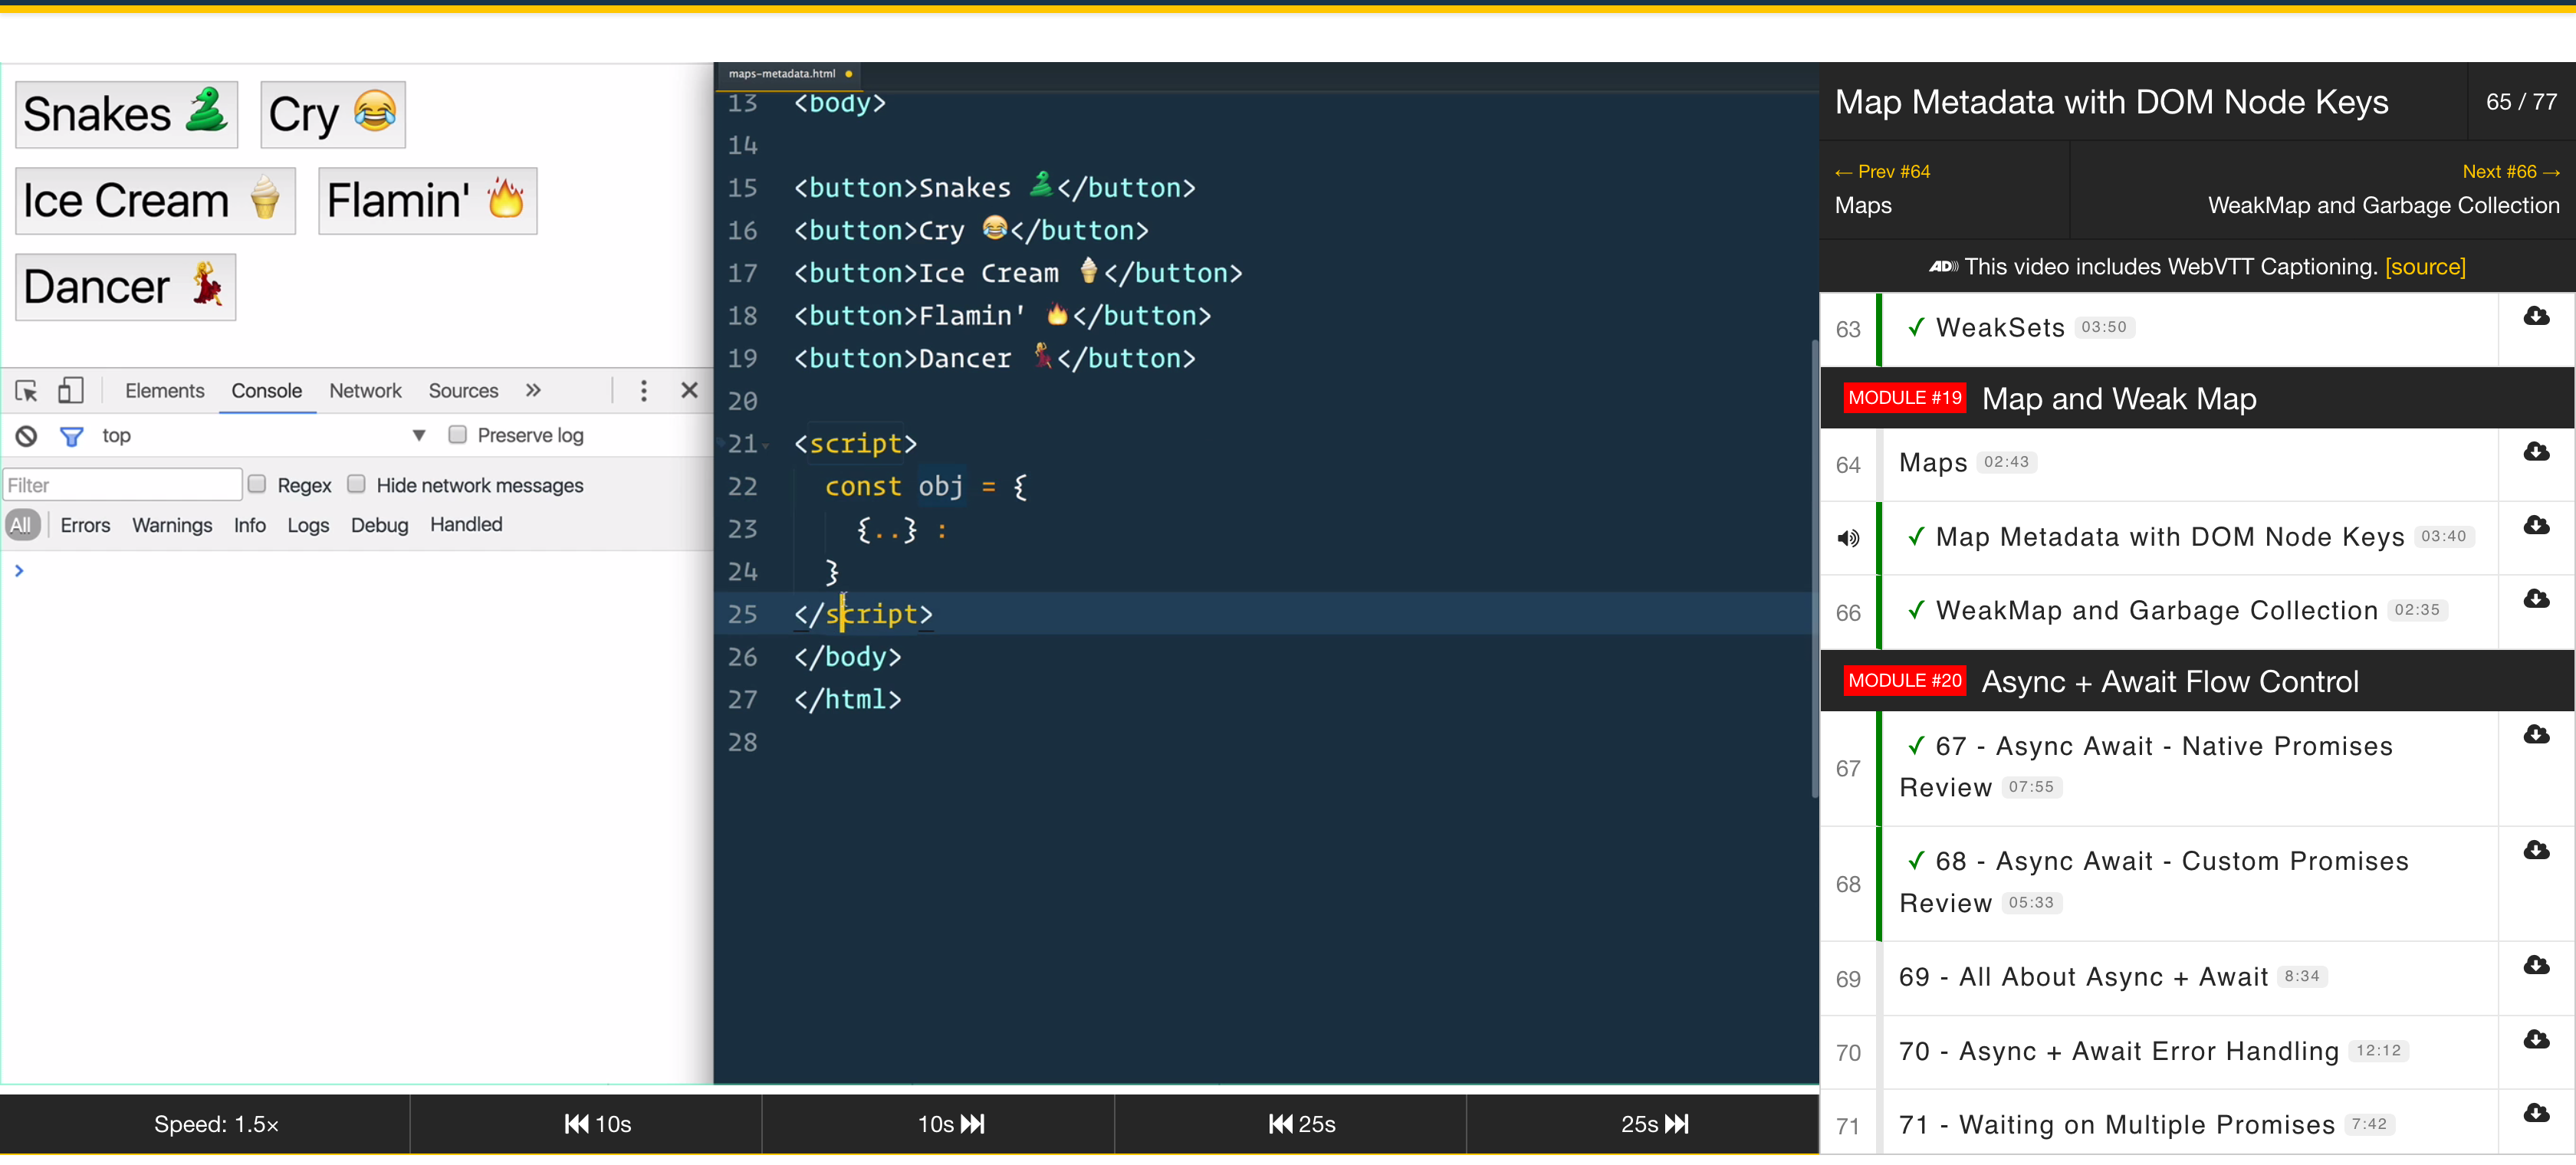 Snakes 🐍 Cry 😂
Ice Cream 🍦 Flamin' 🔥
Dancer 💃
Elements Console Network Sources »
top ▼ Preserve log
Filter Regex Hide network messages
All Errors Warnings Info Logs Debug Handled
>
maps-metadata.html
13 <body>
14
15 <button>Snakes 🐍</button>
16 <button>Cry 😂</button>
17 <button>Ice Cream 🍦</button>
18 <button>Flamin' 🔥</button>
19 <button>Dancer 💃</button>
20
21 <script>
22 const obj = {
23 {..} :
24 }
25 </script>
26 </body>
27 </html>
28
Speed: 1.5×
10s
10s
25s
25s
Map Metadata with DOM Node Keys 65 / 77
← Prev #64
Maps
Next #66 →
WeakMap and Garbage Collection
AD))) This video includes WebVTT Captioning. [source]
63 ✓ WeakSets 03:50
MODULE #19 Map and Weak Map
64 Maps 02:43
✓ Map Metadata with DOM Node Keys 03:40
66 ✓ WeakMap and Garbage Collection 02:35
MODULE #20 Async + Await Flow Control
67 ✓ 67 - Async Await - Native Promises
Review 07:55
68 ✓ 68 - Async Await - Custom Promises
Review 05:33
69 69 - All About Async + Await 8:34
70 70 - Async + Await Error Handling 12:12
71 71 - Waiting on Multiple Promises 7:42